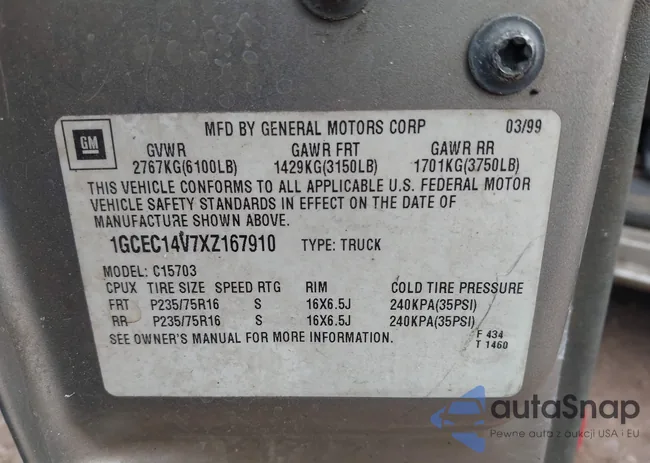 GM
MFD BY GENERAL MOTORS CORP 03/99
GVWR GAWR FRT GAWR RR
2767KG(6100LB) 1429KG(3150LB) 1701KG(3750LB)
THIS VEHICLE CONFORMS TO ALL APPLICABLE U.S. FEDERAL MOTOR
VEHICLE SAFETY STANDARDS IN EFFECT ON THE DATE OF
MANUFACTURE SHOWN ABOVE.
1GCEC14V7XZ167910 TYPE: TRUCK
MODEL: C15703
CPUX TIRE SIZE SPEED RTG RIM COLD TIRE PRESSURE
FRT P235/75R16 S 16X6.5J 240KPA(35PSI)
RR P235/75R16 S 16X6.5J 240KPA(35PSI)
SEE OWNER'S MANUAL FOR MORE INFORMATION.
F 434
T 1460
autaSnap
Pewne auta z aukcji USA i EU